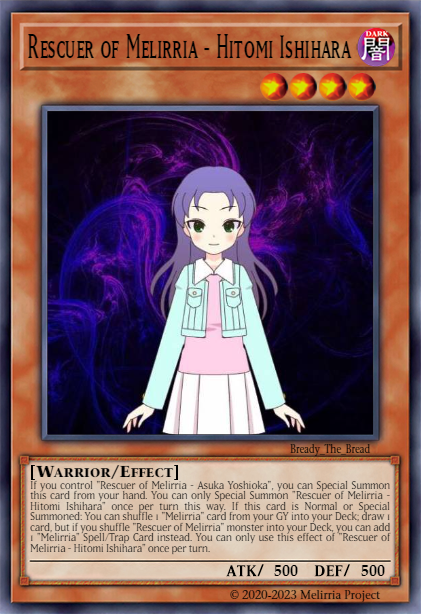 Rescuer of Melirria - Hitomi Ishihara
DARK
闇
Bready_The_Bread
[Warrior/Effect]
If you control "Rescuer of Melirria - Asuka Yoshioka", you can Special Summon
this card from your hand. You can only Special Summon "Rescuer of Melirria -
Hitomi Ishihara" once per turn this way. If this card is Normal or Special
Summoned: You can shuffle 1 "Melirria" card from your GY into your Deck; draw 1
card, but if you shuffle "Rescuer of Melirria" monster into your Deck, you can add
1 "Melirria" Spell/Trap Card instead. You can only use this effect of "Rescuer of
Melirria - Hitomi Ishihara" once per turn.
ATK/ 500 DEF/ 500
© 2020-2023 Melirria Project